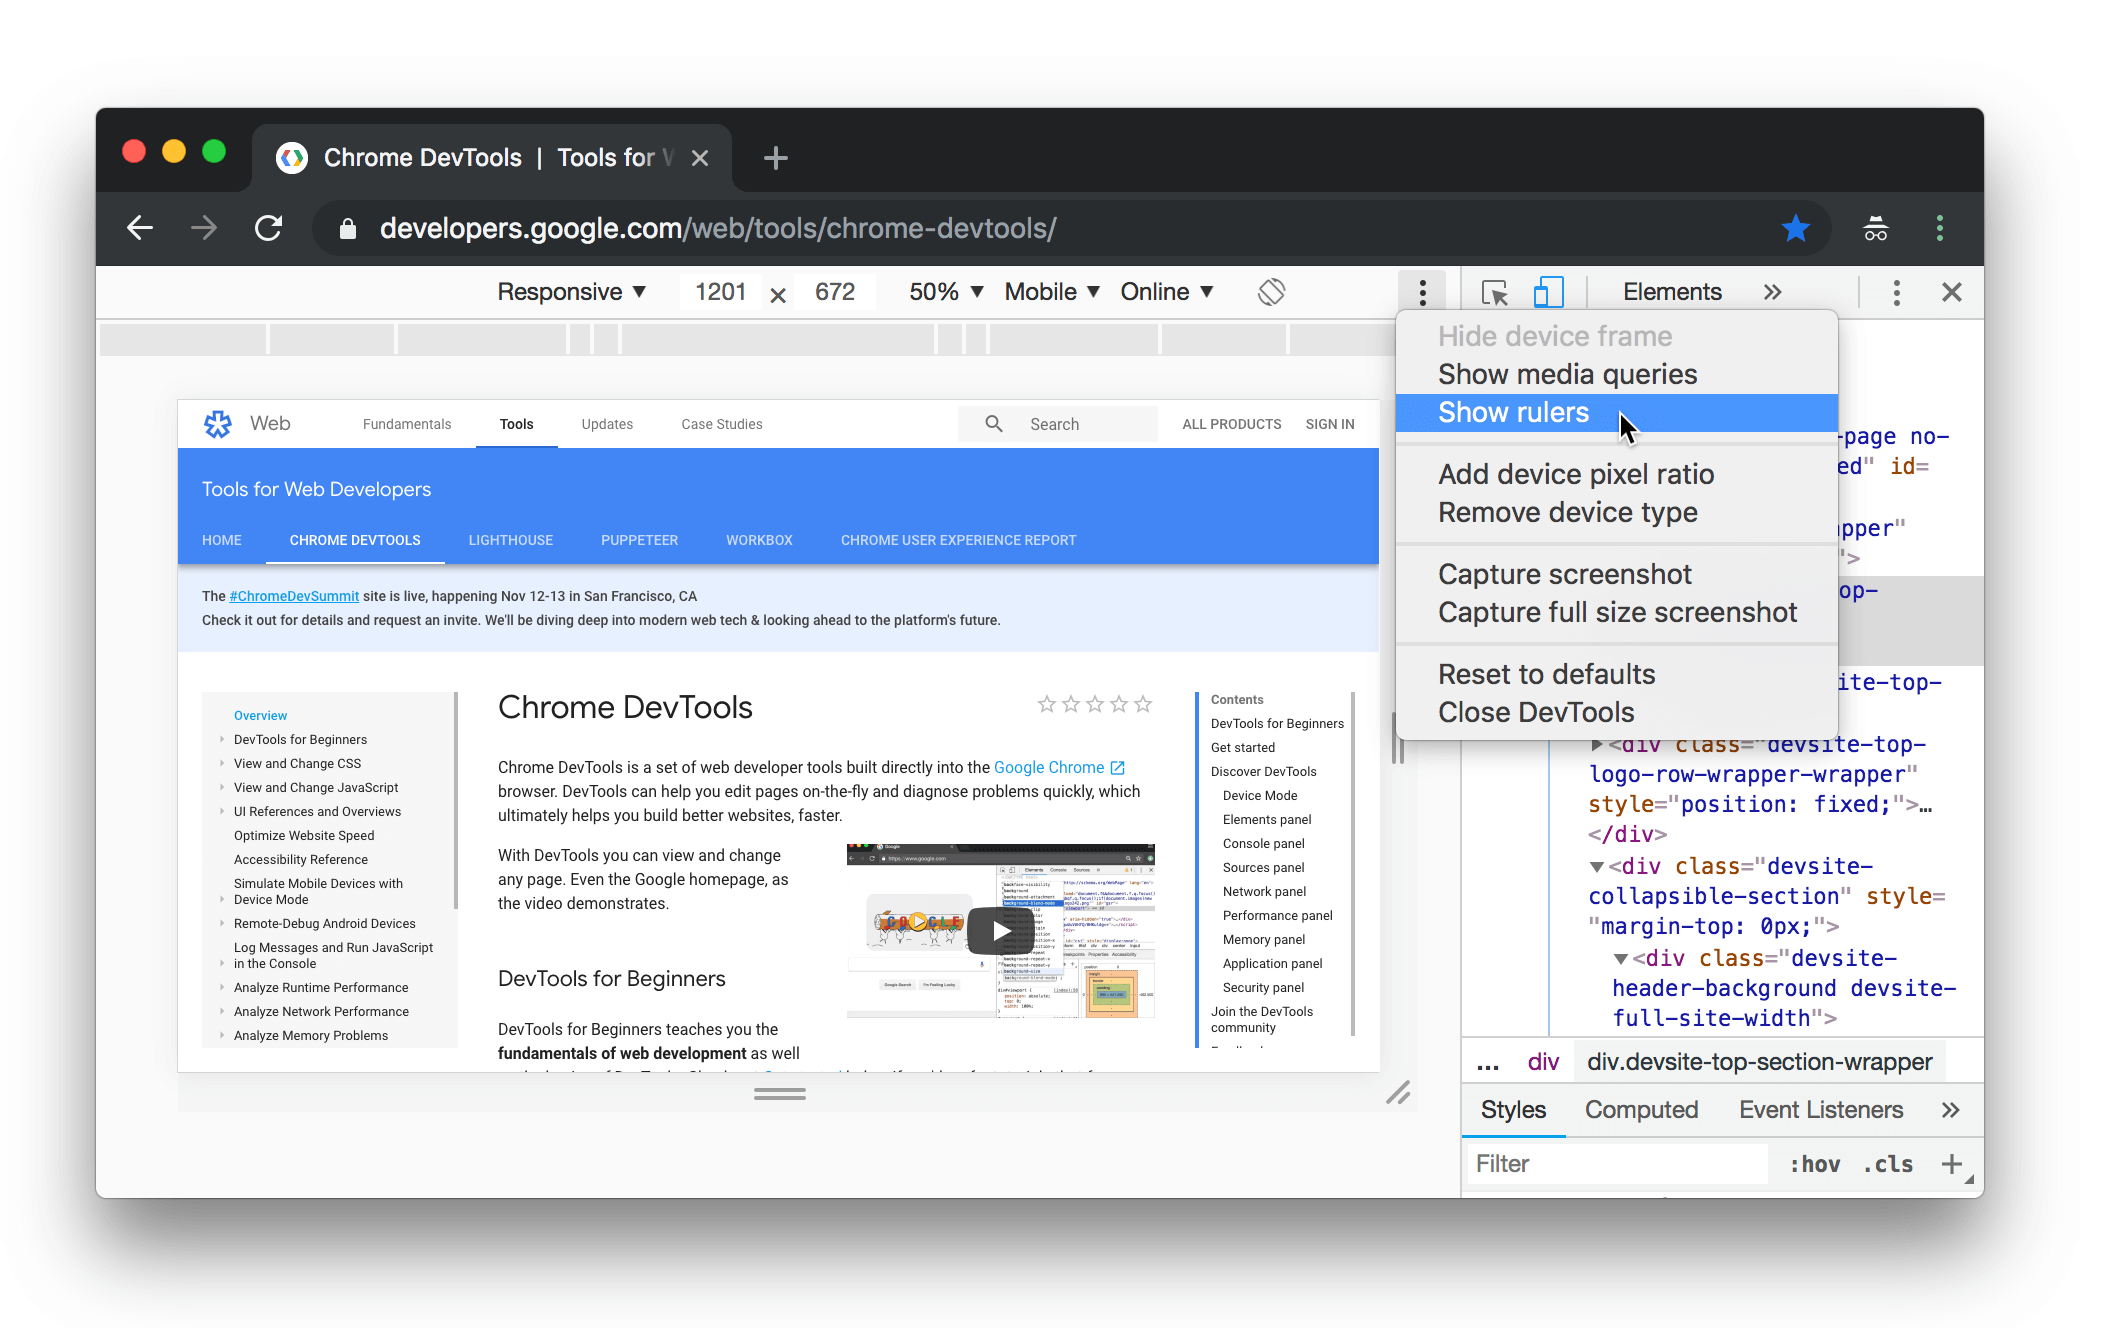 Chrome DevTools | Tools for W
developers.google.com/web/tools/chrome-devtools/
Responsive ▼ 1201 × 672 50% ▼ Mobile ▼ Online ▼
Elements »
Hide device frame
Show media queries
Show rulers
Add device pixel ratio
Remove device type
Capture screenshot
Capture full size screenshot
Reset to defaults
Close DevTools
Web Fundamentals Tools Updates Case Studies Search ALL PRODUCTS SIGN IN
Tools for Web Developers
HOME CHROME DEVTOOLS LIGHTHOUSE PUPPETEER WORKBOX CHROME USER EXPERIENCE REPORT
The #ChromeDevSummit site is live, happening Nov 12-13 in San Francisco, CA
Check it out for details and request an invite. We'll be diving deep into modern web tech & looking ahead to the platform's future.
Overview
DevTools for Beginners
View and Change CSS
View and Change JavaScript
UI References and Overviews
Optimize Website Speed
Accessibility Reference
Simulate Mobile Devices with
Device Mode
Remote-Debug Android Devices
Log Messages and Run JavaScript
in the Console
Analyze Runtime Performance
Analyze Network Performance
Analyze Memory Problems
Chrome DevTools
Chrome DevTools is a set of web developer tools built directly into the Google Chrome
browser. DevTools can help you edit pages on-the-fly and diagnose problems quickly, which
ultimately helps you build better websites, faster.
With DevTools you can view and change
any page. Even the Google homepage, as
the video demonstrates.
DevTools for Beginners
DevTools for Beginners teaches you the
fundamentals of web development as well
Contents
DevTools for Beginners
Get started
Discover DevTools
Device Mode
Elements panel
Console panel
Sources panel
Network panel
Performance panel
Memory panel
Application panel
Security panel
Join the DevTools
community
-page no-
ed" id=
pper"
">
op-
ite-top-
<div class="devsite-top-
logo-row-wrapper-wrapper"
style="position: fixed;">…
</div>
<div class="devsite-
collapsible-section" style=
"margin-top: 0px;">
<div class="devsite-
header-background devsite-
full-site-width">
... div div.devsite-top-section-wrapper
Styles Computed Event Listeners »
Filter :hov .cls +